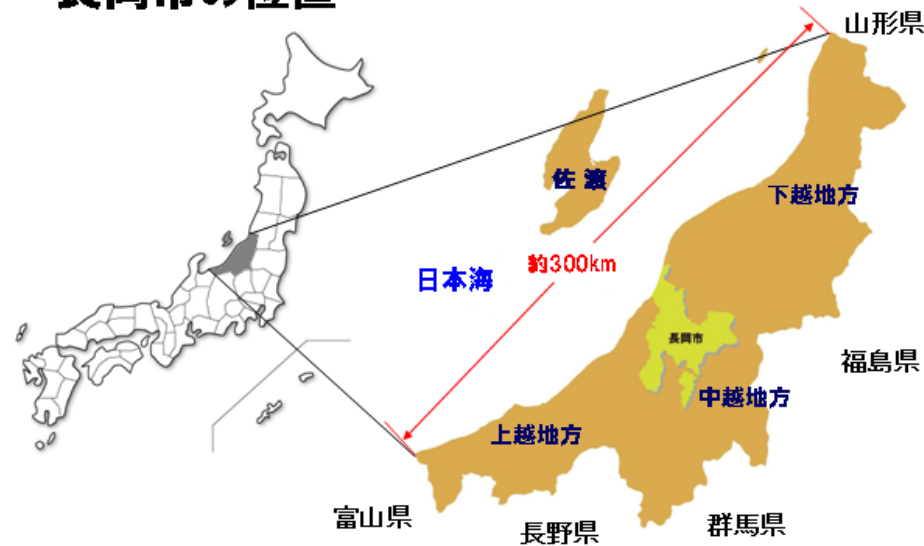 長岡市の位置
山形県
佐渡
下越地方
約300km
日本海
長岡市
福島県
中越地方
上越地方
富山県
長野県
群馬県